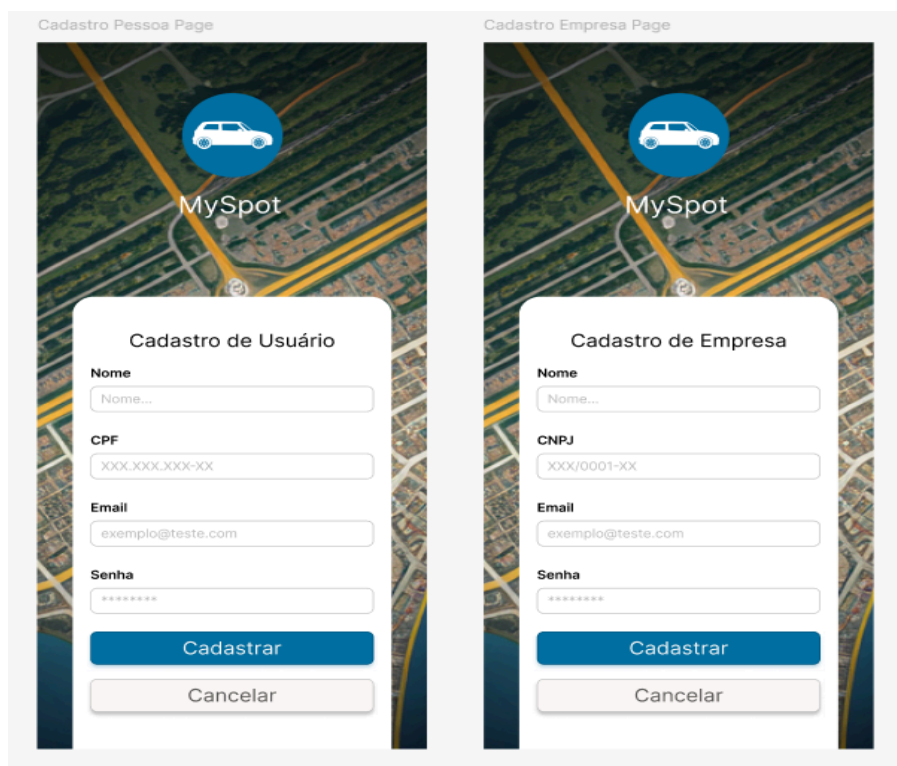 Cadastro Pessoa Page
MySpot
Cadastro de Usuário
Nome
Nome...
CPF
XXX.XXX.XXX-XX
Email
exemplo@teste.com
Senha
********
Cadastrar
Cancelar
Cadastro Empresa Page
MySpot
Cadastro de Empresa
Nome
Nome...
CNPJ
XXX/0001-XX
Email
exemplo@teste.com
Senha
********
Cadastrar
Cancelar